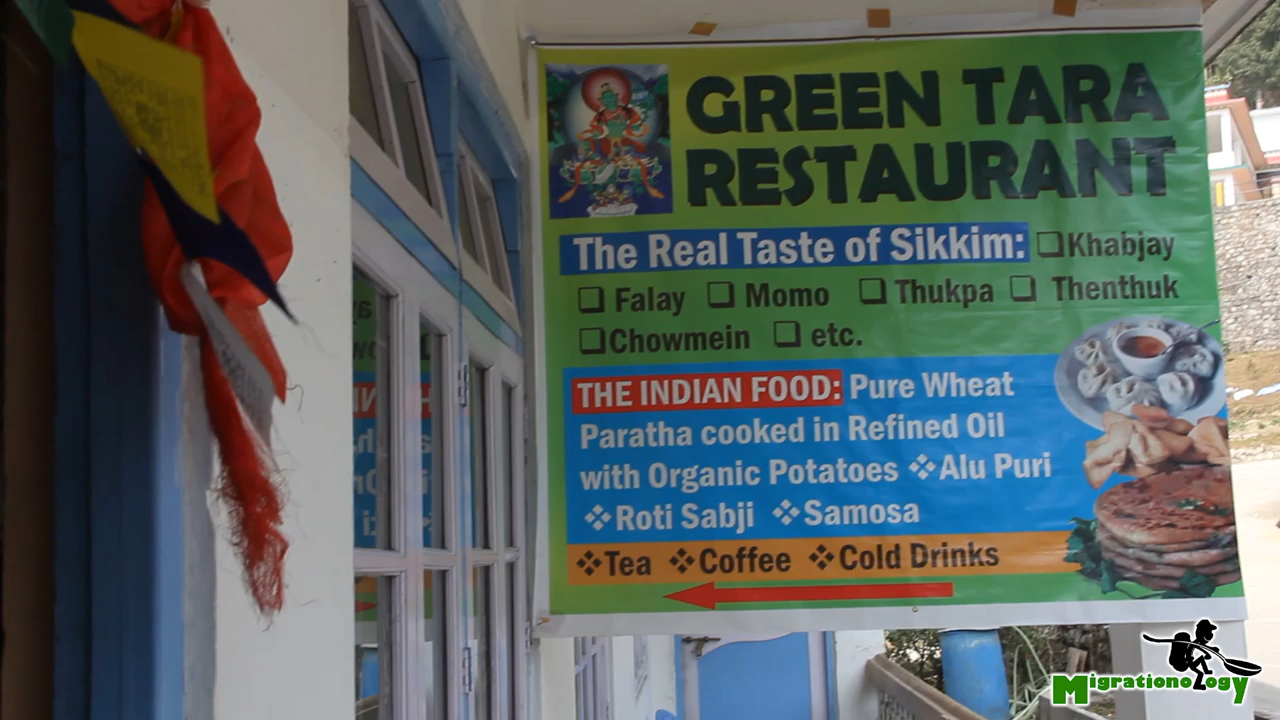 GREEN TARA
RESTAURANT
The Real Taste of Sikkim: ❑ Khabjay
❑ Falay ❑ Momo ❑ Thukpa ❑ Thenthuk
❑ Chowmein ❑ etc.
THE INDIAN FOOD: Pure Wheat
Paratha cooked in Refined Oil
with Organic Potatoes ❖ Alu Puri
❖ Roti Sabji ❖ Samosa
❖ Tea ❖ Coffee ❖ Cold Drinks
Migrationology